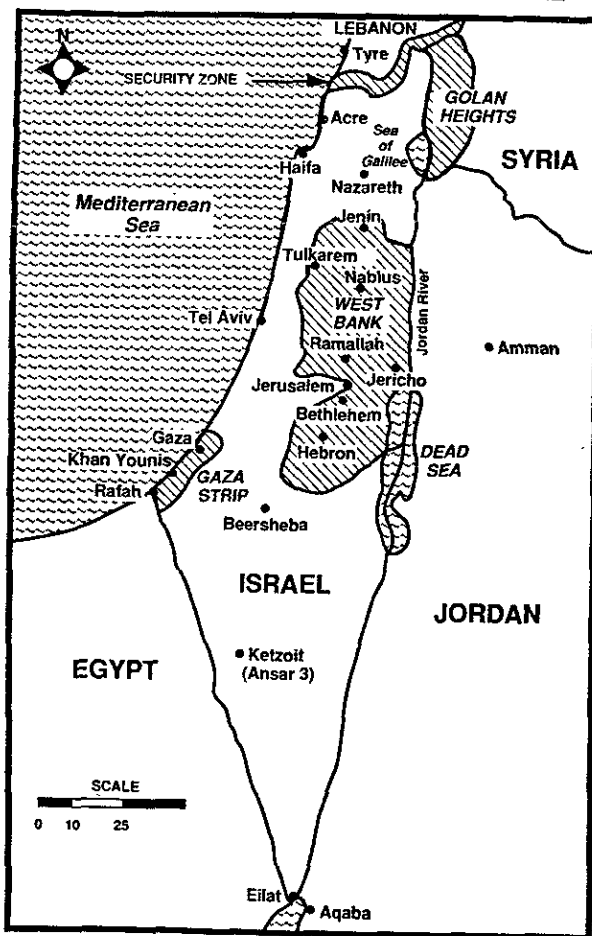 N
LEBANON
Tyre
SECURITY ZONE
GOLAN
HEIGHTS
Acre
Sea
of
Galilee
SYRIA
Haifa
Nazareth
Mediterranean
Sea
Jenin
Tulkarem
Nablus
WEST
BANK
Jordan River
Tel Aviv
Ramallah
Amman
Jericho
Jerusalem
Bethlehem
Gaza
Hebron
DEAD
SEA
Khan Younis
GAZA
STRIP
Rafah
Beersheba
ISRAEL
JORDAN
EGYPT
Ketzoit
(Ansar 3)
SCALE
0 10 25
Eilat
Aqaba